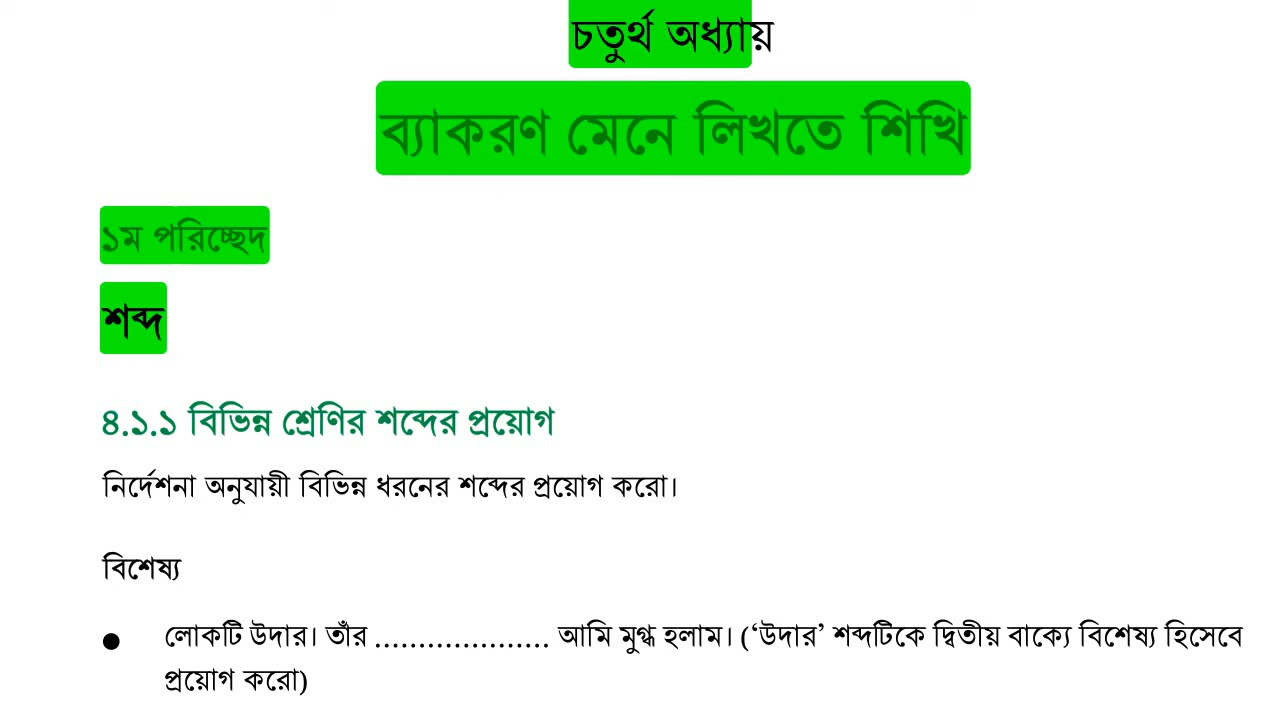 চতুর্থ অধ্যায়
ব্যাকরণ মেনে লিখতে শিখি
১ম পরিচ্ছেদ
শব্দ
৪.১.১ বিভিন্ন শ্রেণির শব্দের প্রয়োগ
নির্দেশনা অনুযায়ী বিভিন্ন ধরনের শব্দের প্রয়োগ করো।
বিশেষ্য
● লোকটি উদার। তাঁর .................... আমি মুগ্ধ হলাম। (‘উদার’ শব্দটিকে দ্বিতীয় বাক্যে বিশেষ্য হিসেবে
প্রয়োগ করো)